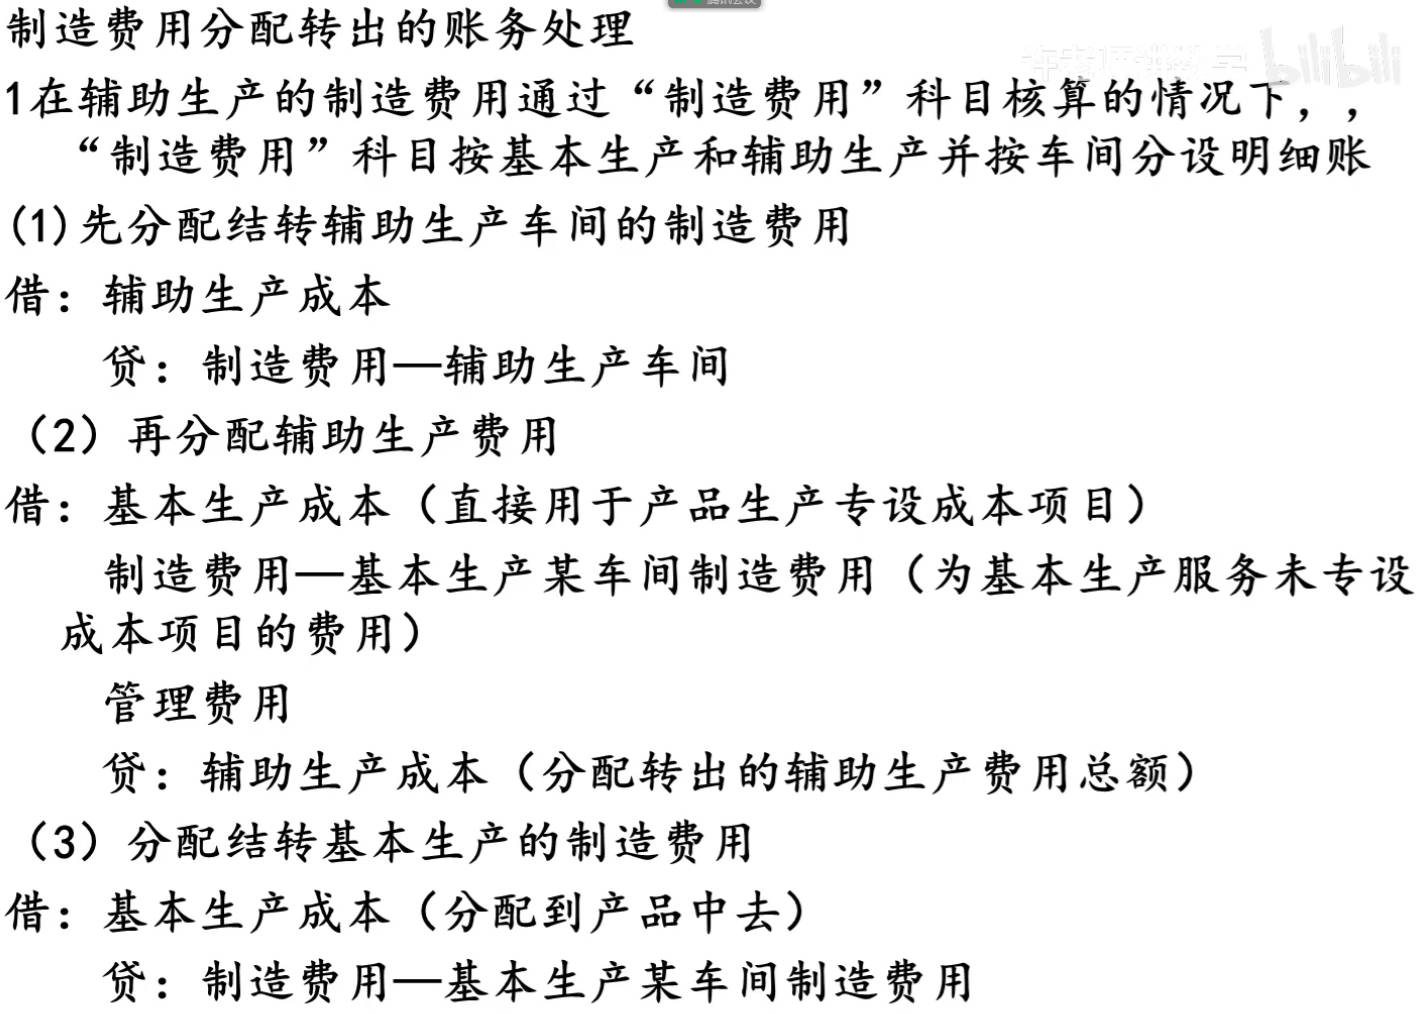 制造费用分配转出的账务处理
bilibili
1在辅助生产的制造费用通过“制造费用”科目核算的情况下，，
“制造费用”科目按基本生产和辅助生产并按车间分设明细账
(1)先分配结转辅助生产车间的制造费用
借：辅助生产成本
贷：制造费用—辅助生产车间
（2）再分配辅助生产费用
借：基本生产成本（直接用于产品生产专设成本项目）
制造费用—基本生产某车间制造费用（为基本生产服务未专设
成本项目的费用）
管理费用
贷：辅助生产成本（分配转出的辅助生产费用总额）
（3）分配结转基本生产的制造费用
借：基本生产成本（分配到产品中去）
贷：制造费用—基本生产某车间制造费用